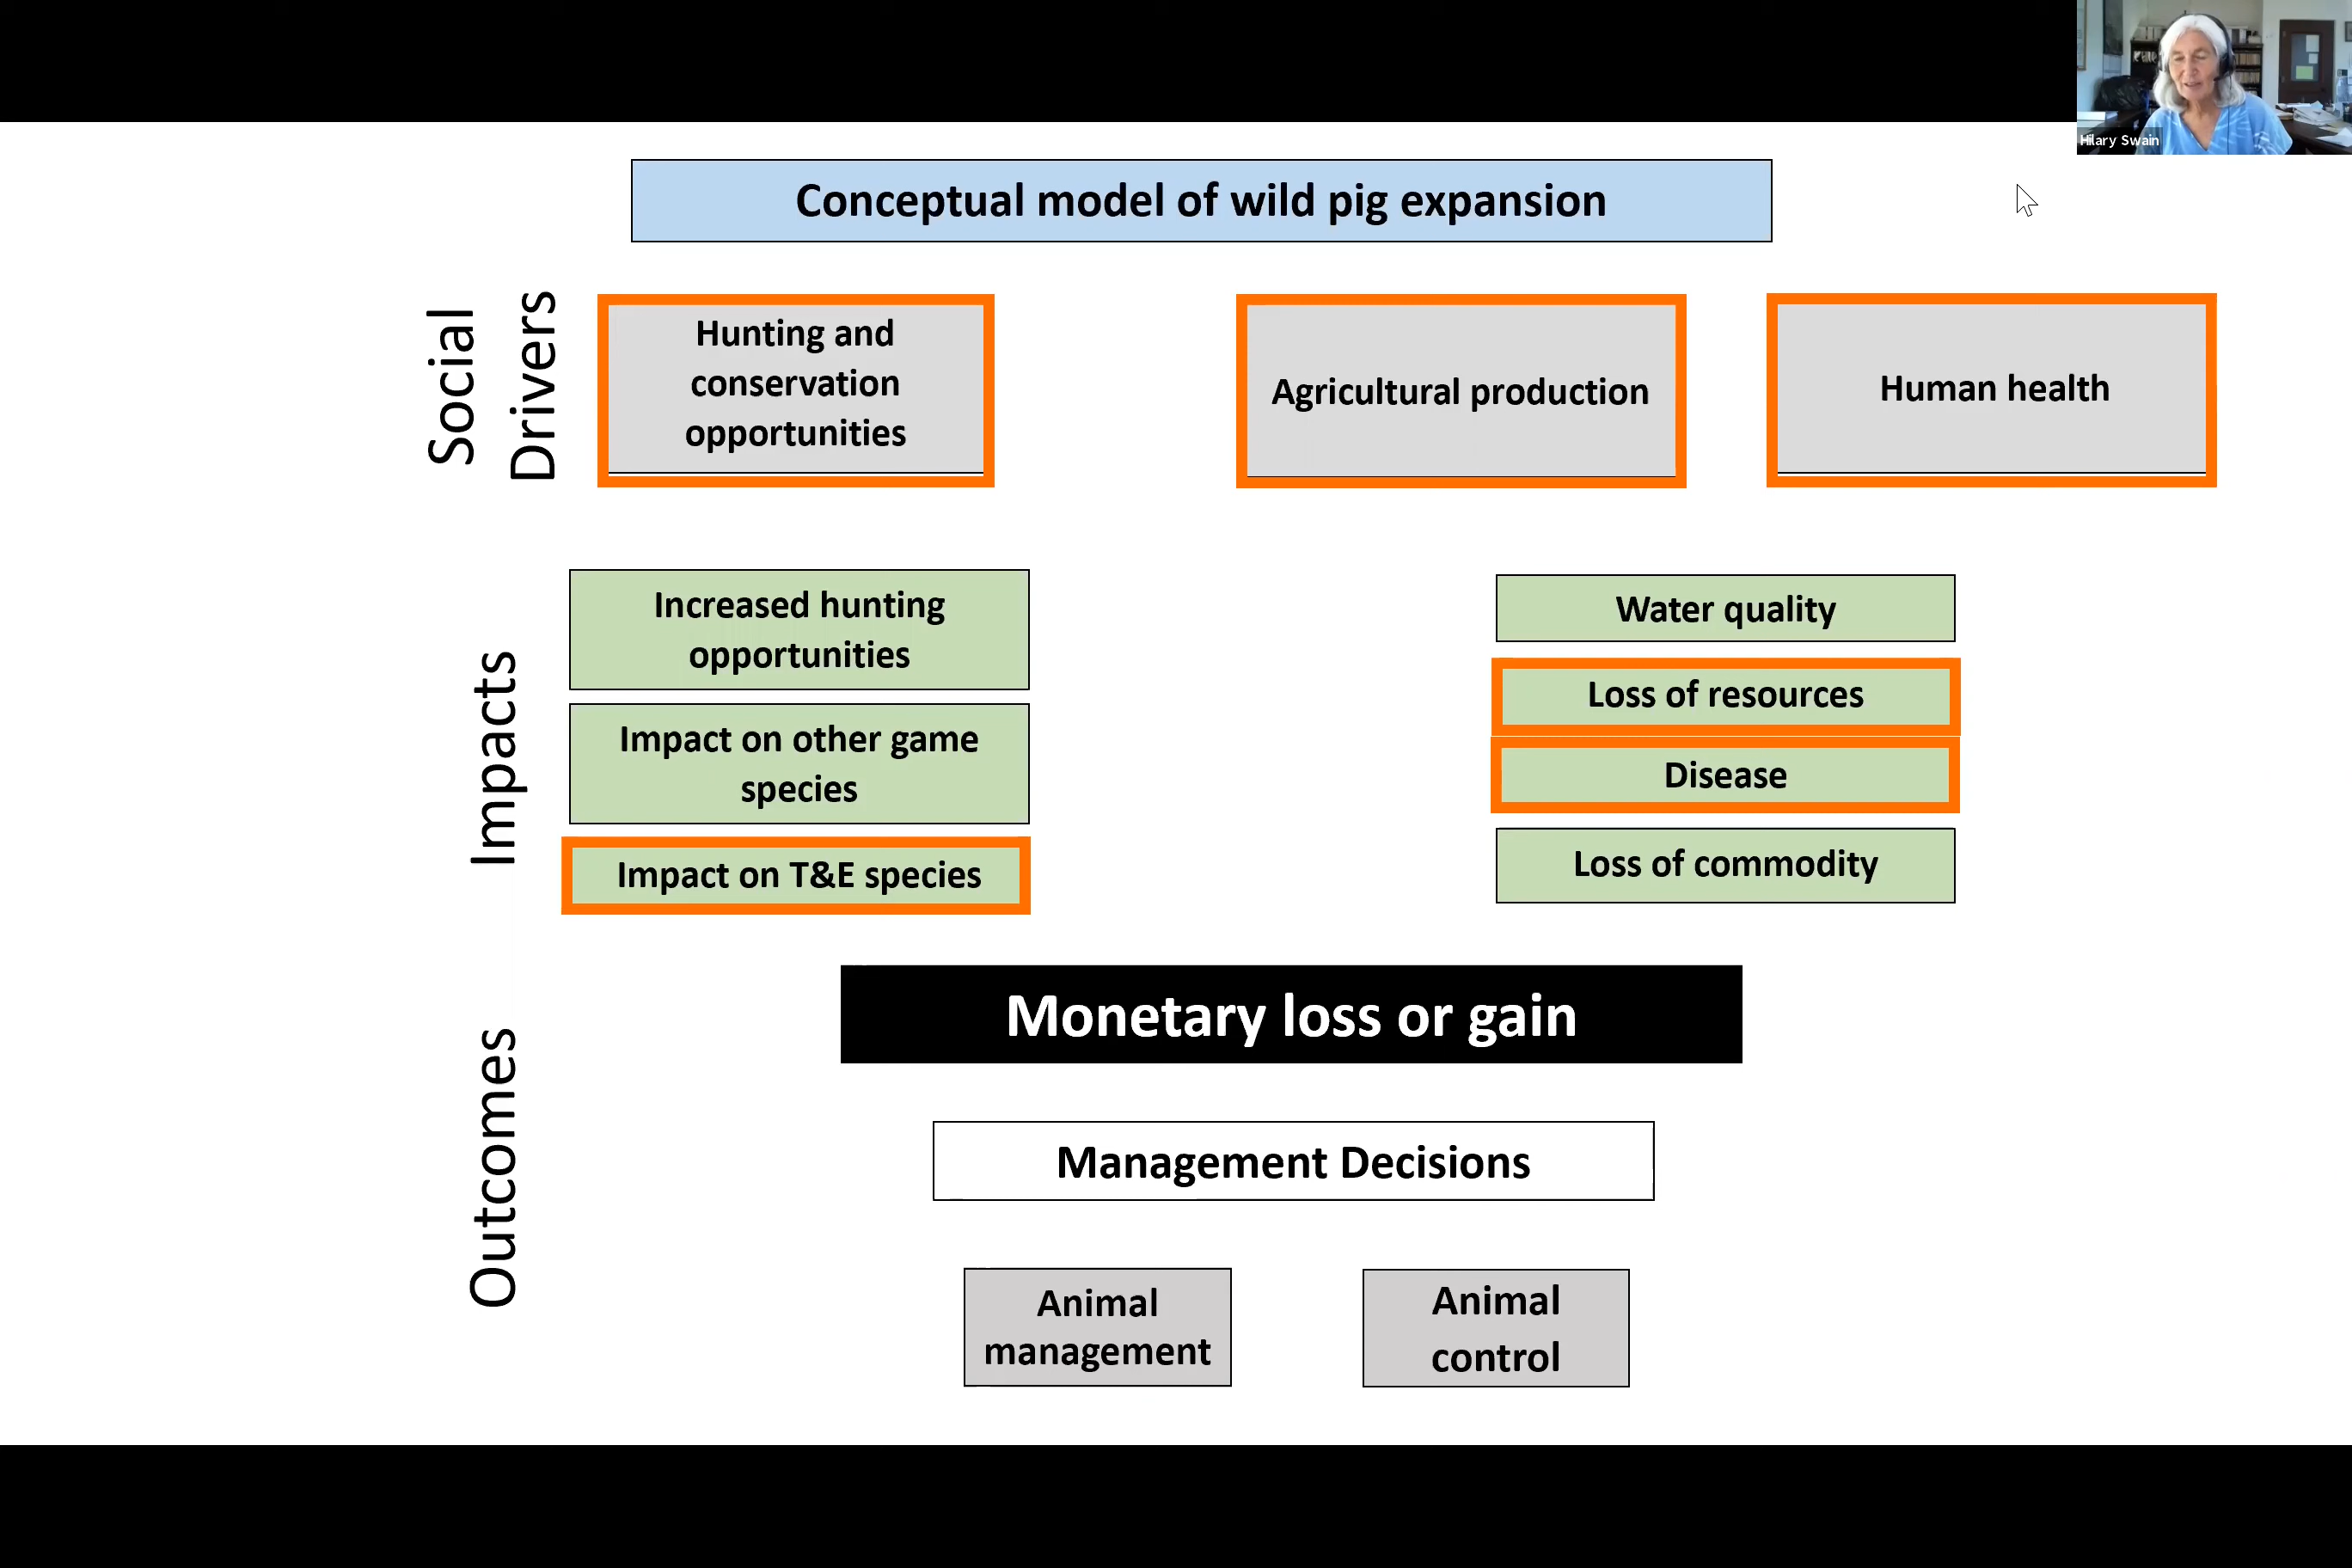 Hilary Swain
Conceptual model of wild pig expansion
Social
Drivers
Hunting and
conservation
opportunities
Agricultural production
Human health
Impacts
Increased hunting
opportunities
Impact on other game
species
Impact on T&E species
Water quality
Loss of resources
Disease
Loss of commodity
Outcomes
Monetary loss or gain
Management Decisions
Animal
management
Animal
control